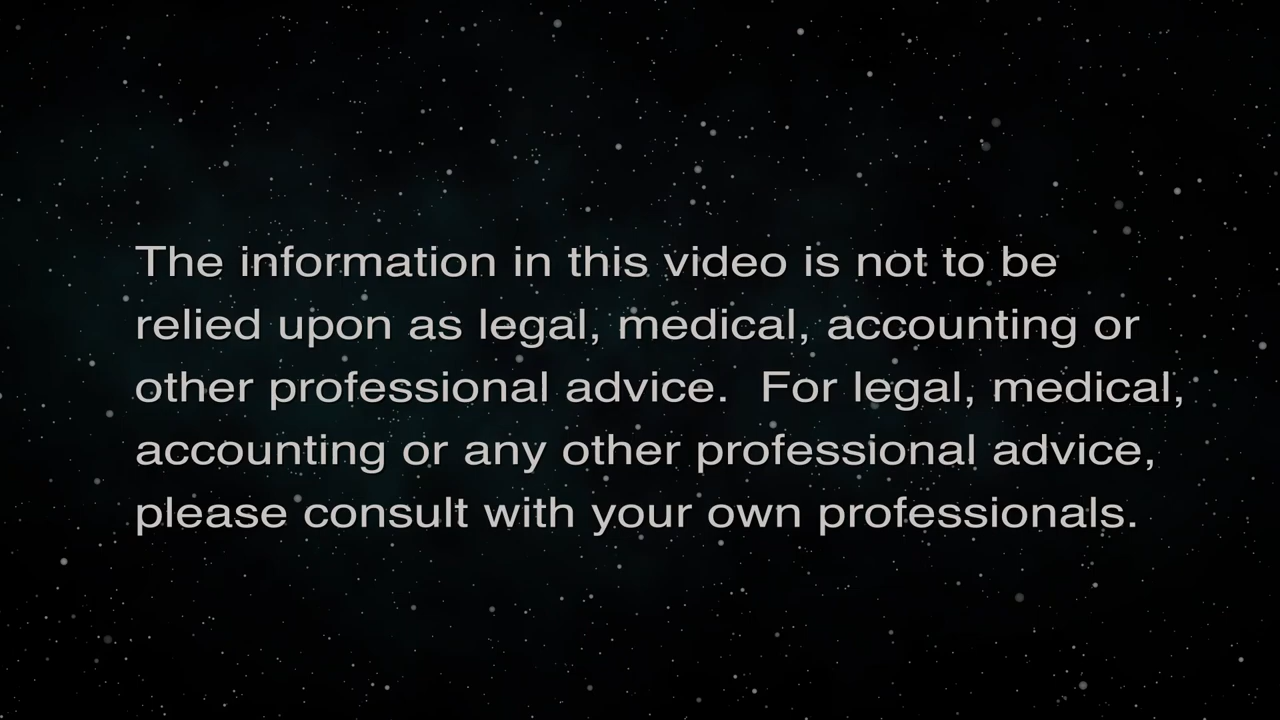 The information in this video is not to be
relied upon as legal, medical, accounting or
other professional advice.  For legal, medical,
accounting or any other professional advice,
please consult with your own professionals.